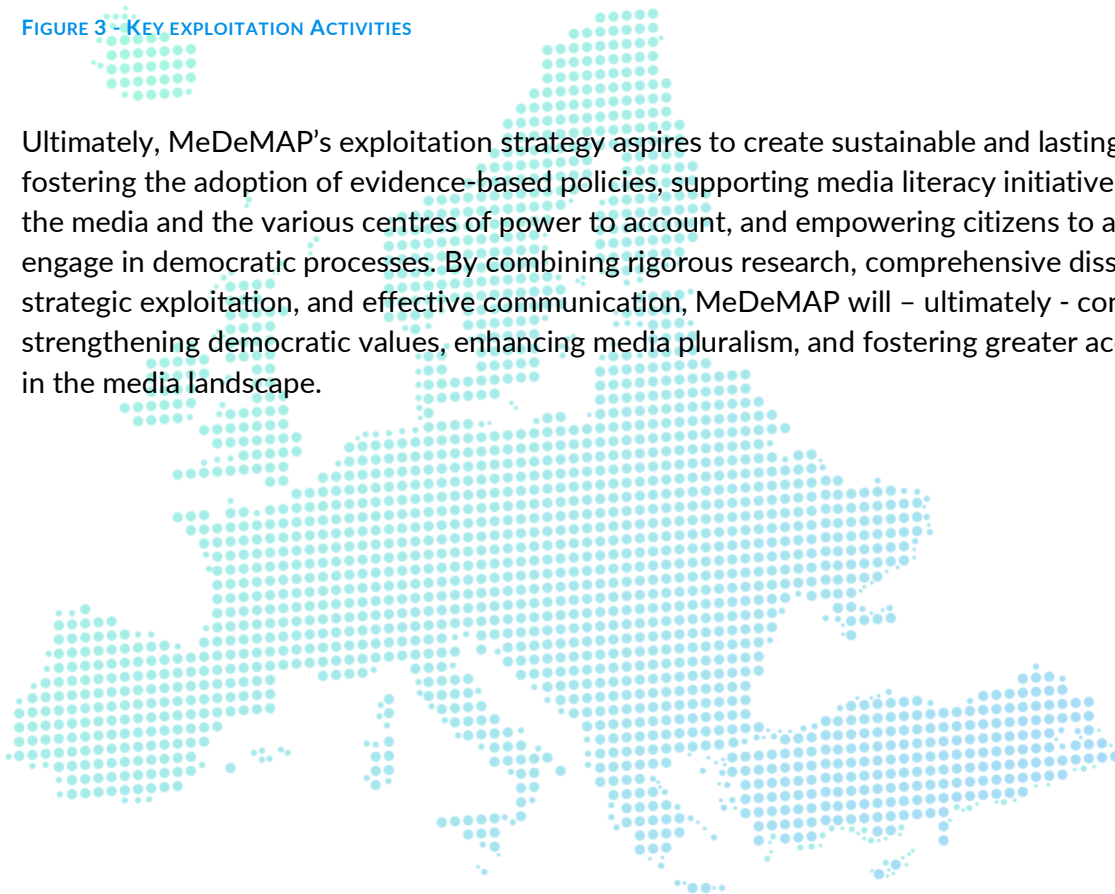 FIGURE 3 - KEY EXPLOITATION ACTIVITIES
Ultimately, MeDeMAP’s exploitation strategy aspires to create sustainable and lasting
fostering the adoption of evidence-based policies, supporting media literacy
the media and the various centres of power to account, and empowering citizens to
engage in democratic processes. By combining rigorous research, comprehensive
strategic exploitation, and effective communication, MeDeMAP will – ultimately -
strengthening democratic values, enhancing media pluralism, and fostering greater
in the media landscape.